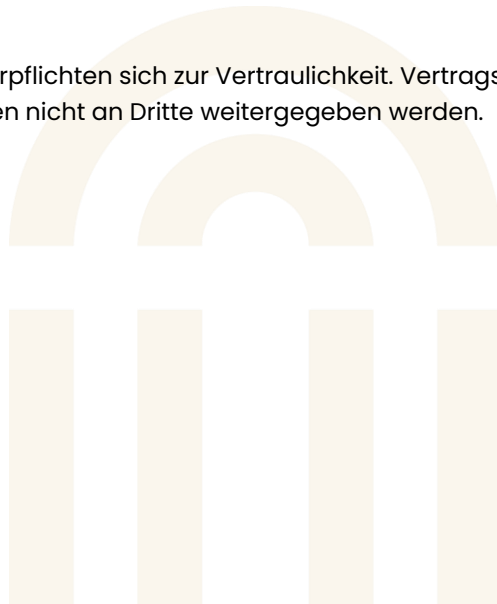 rpflichten sich zur Vertraulichkeit. Vertrags
en nicht an Dritte weitergegeben werden.